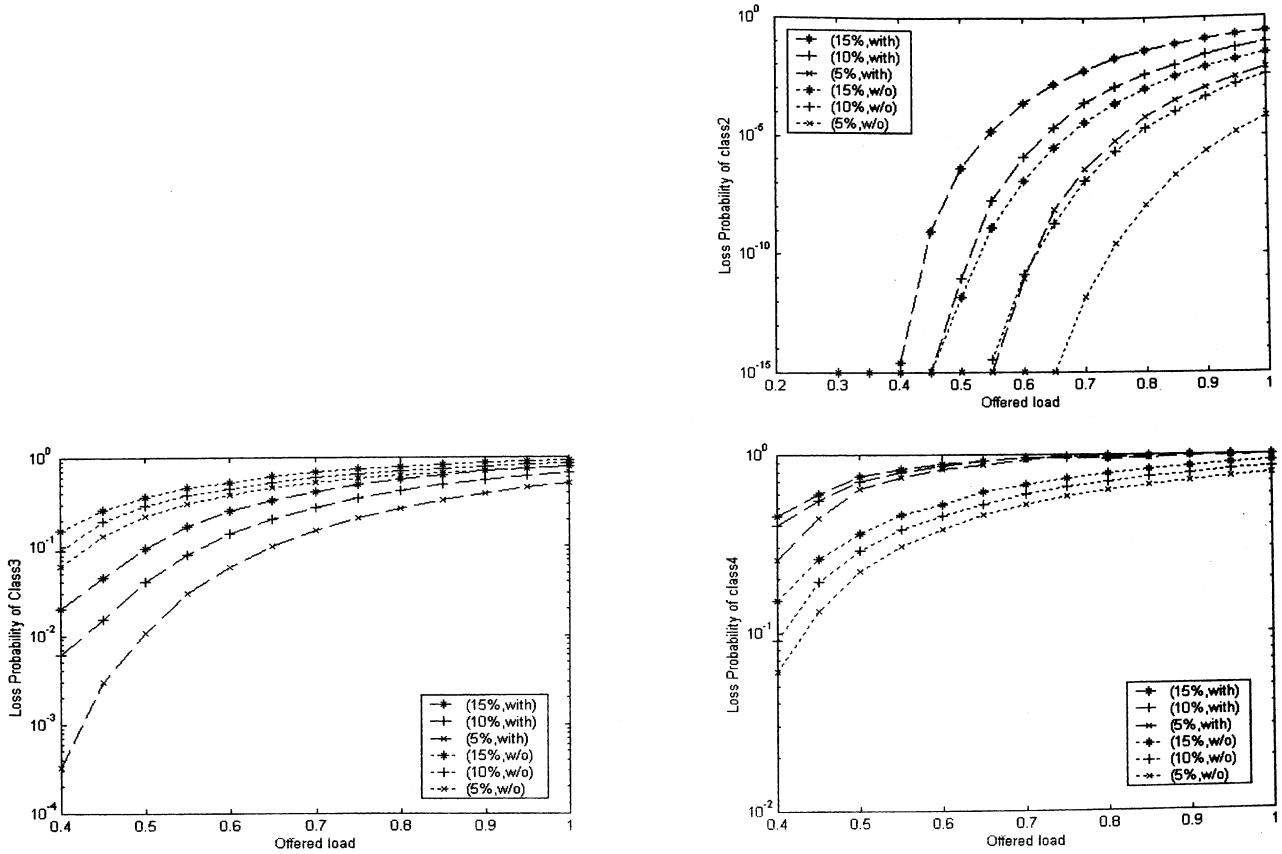 10^0
10^-5
10^-10
10^-15
Loss Probability of class2
(15%,with)
(10%,with)
(5%,with)
(15%,w/o)
(10%,w/o)
(5%,w/o)
0.2 0.3 0.4 0.5 0.6 0.7 0.8 0.9 1
Offered load
10^0
10^-1
10^-2
10^-3
10^-4
Loss Probability of Class3
(15%,with)
(10%,with)
(5%,with)
(15%,w/o)
(10%,w/o)
(5%,w/o)
0.4 0.5 0.6 0.7 0.8 0.9 1
Offered load
10^0
10^-1
10^-2
Loss Probability of class4
(15%,with)
(10%,with)
(5%,with)
(15%,w/o)
(10%,w/o)
(5%,w/o)
0.4 0.5 0.6 0.7 0.8 0.9 1
Offered load